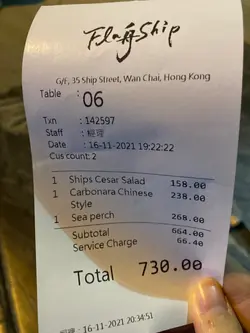 Flagship
G/F, 35 Ship Street, Wan Chai, Hong Kong
Table : 06
Txn : 142597
Staff : 經理
Date : 16-11-2021 19:22:22
Cus count: 2
1 Ships Cesar Salad 158.00
1 Carbonara Chinese 238.00
Style
1 Sea perch 268.00
Subtotal 664.00
Service Charge 66.40
Total 730.00
: 16-11-2021 20:34:51